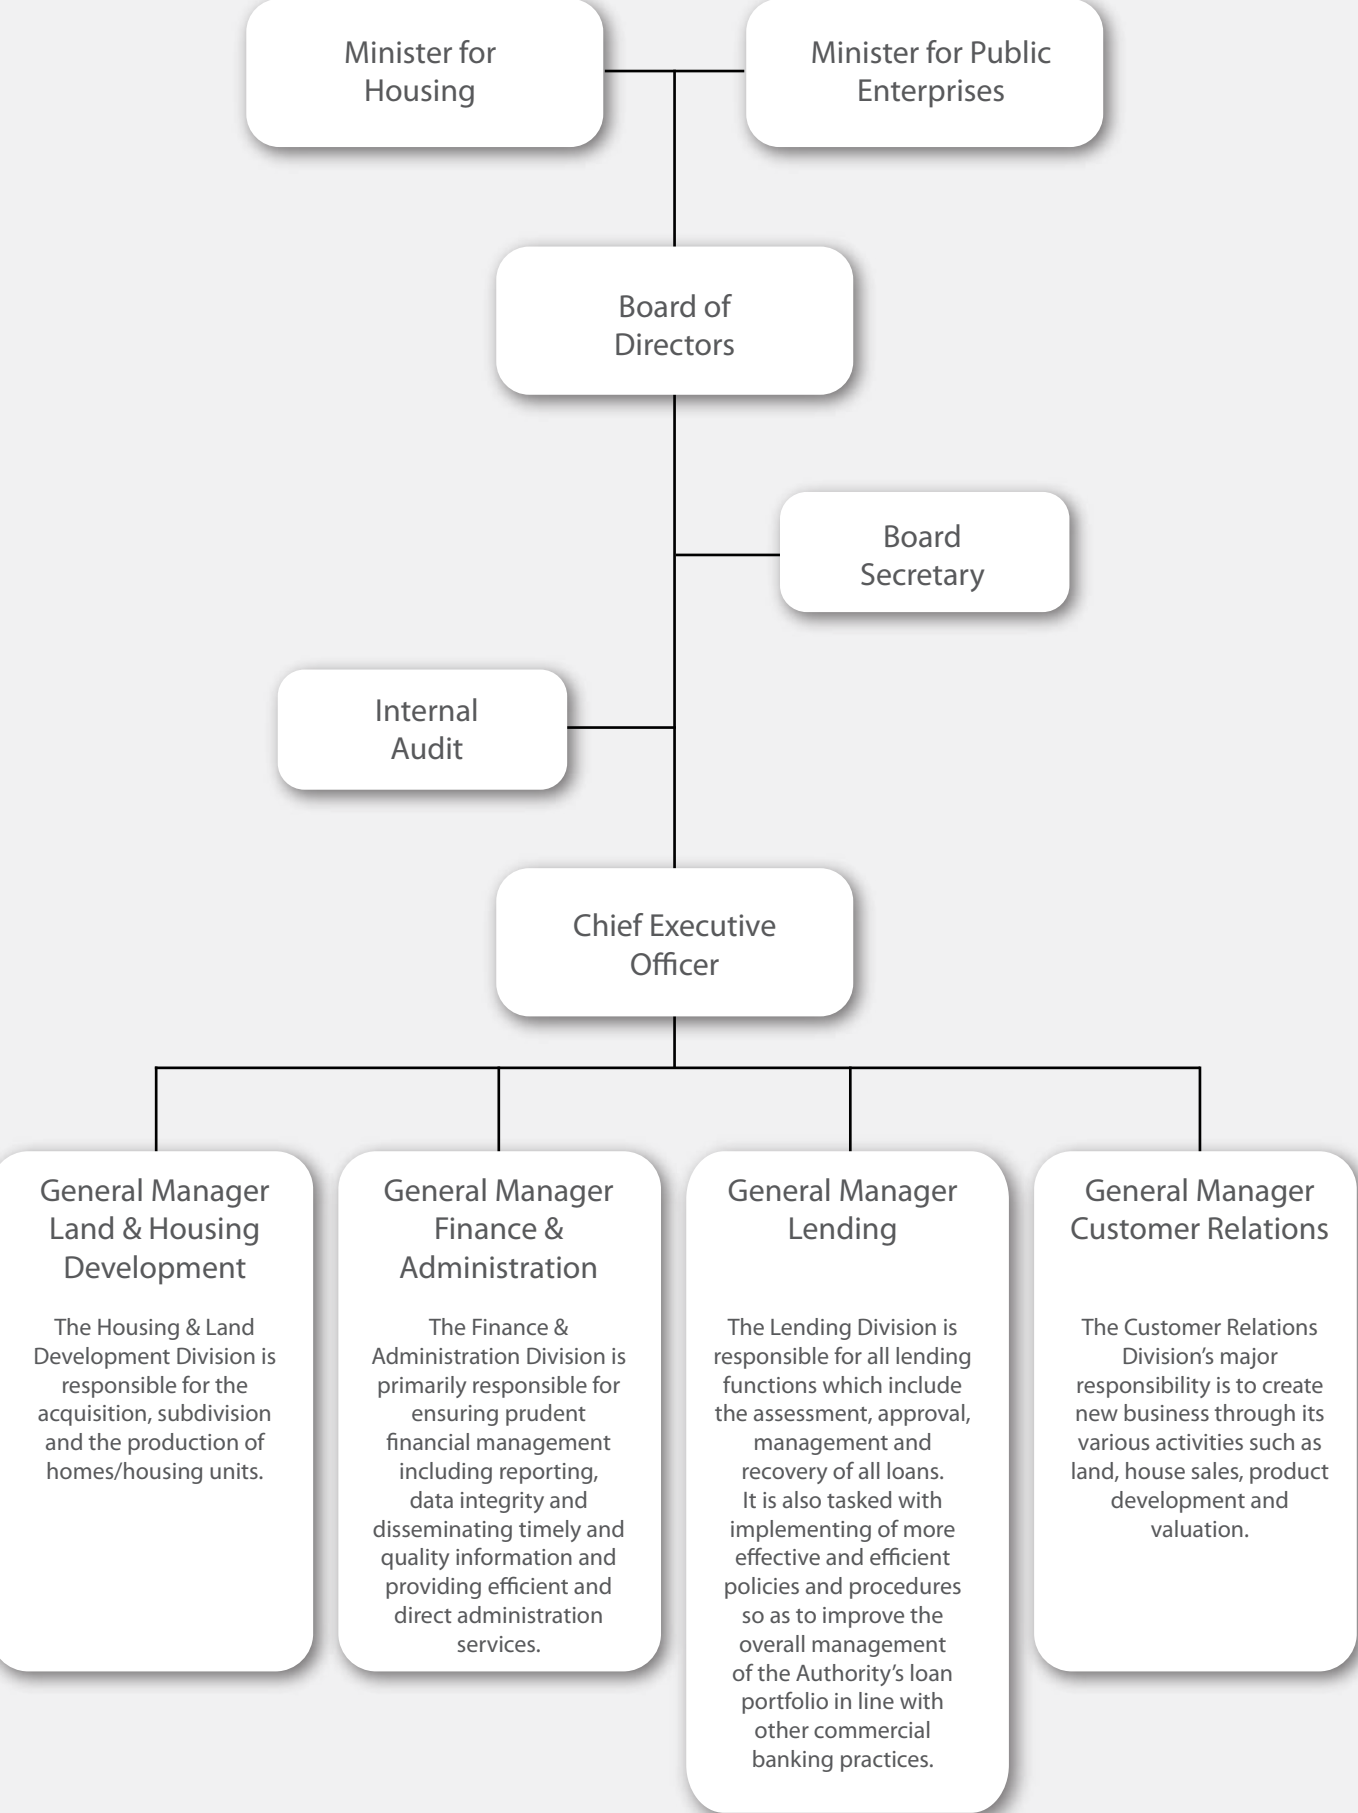 Minister for
Housing
Minister for Public
Enterprises
Board of
Directors
Board
Secretary
Internal
Audit
Chief Executive
Officer
General Manager
Land & Housing
Development
The Housing & Land
Development Division is
responsible for the
acquisition, subdivision
and the production of
homes/housing units.
General Manager
Finance &
Administration
The Finance &
Administration Division is
primarily responsible for
ensuring prudent
financial management
including reporting,
data integrity and
disseminating timely and
quality information and
providing efficient and
direct administration
services.
General Manager
Lending
The Lending Division is
responsible for all lending
functions which include
the assessment, approval,
management and
recovery of all loans.
It is also tasked with
implementing of more
effective and efficient
policies and procedures
so as to improve the
overall management
of the Authority’s loan
portfolio in line with
other commercial
banking practices.
General Manager
Customer Relations
The Customer Relations
Division’s major
responsibility is to create
new business through its
various activities such as
land, house sales, product
development and
valuation.